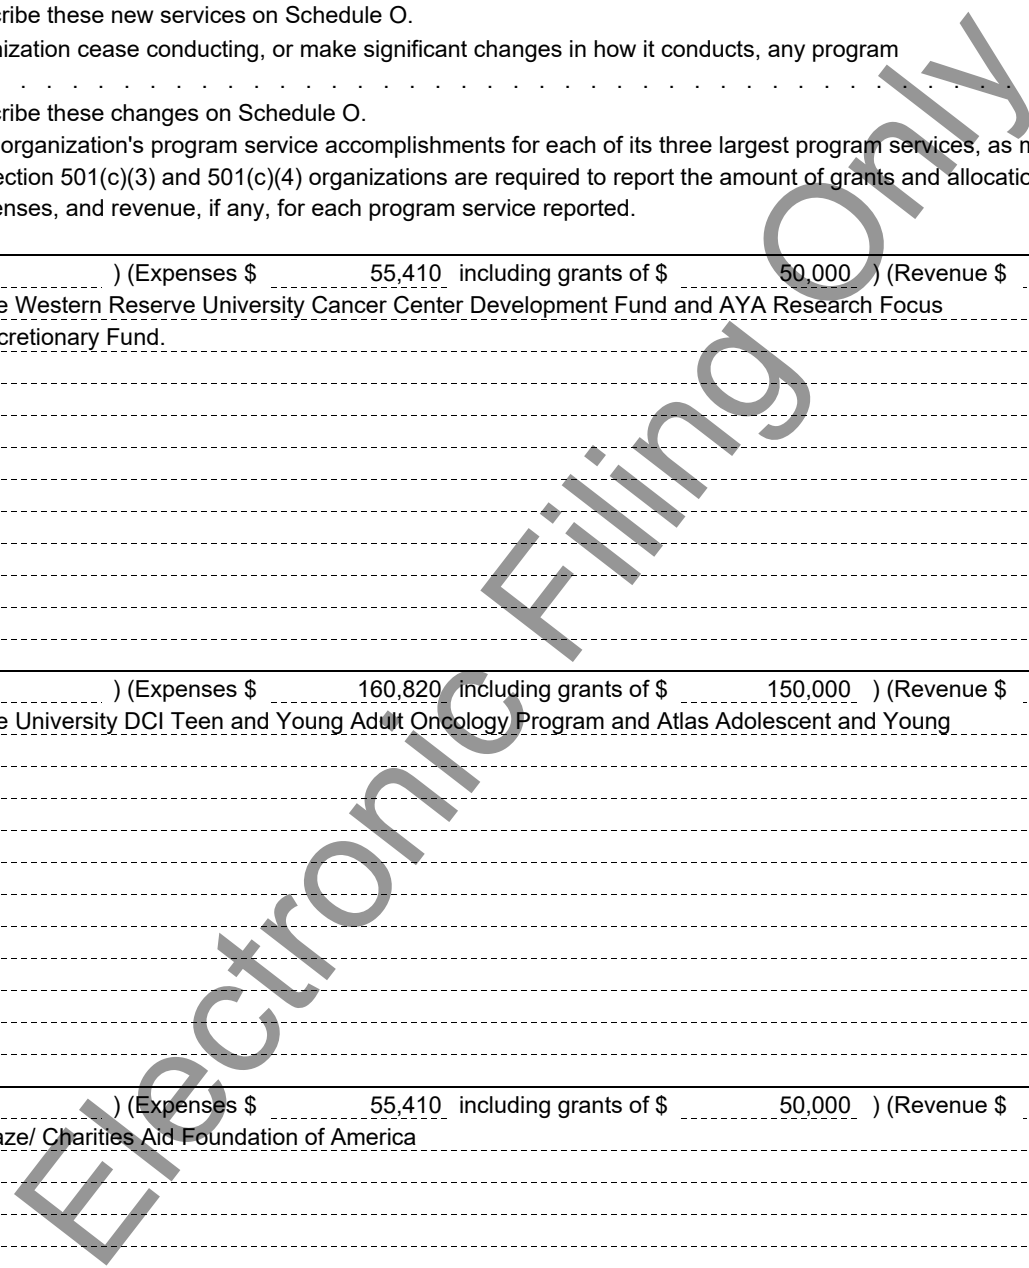 cribe these new services on Schedule O.
nization cease conducting, or make significant changes in how it conducts, any program
. . . . . . . . . . . . . . . . . . . . . . . . . . . . . . . . . . . . . . .
cribe these changes on Schedule O.
organization's program service accomplishments for each of its three largest program services, as m
ection 501(c)(3) and 501(c)(4) organizations are required to report the amount of grants and allocatio
enses, and revenue, if any, for each program service reported.
) (Expenses $ 55,410 including grants of $ 50,000 ) (Revenue $
e Western Reserve University Cancer Center Development Fund and AYA Research Focus
cretionary Fund.
) (Expenses $ 160,820 including grants of $ 150,000 ) (Revenue $
e University DCI Teen and Young Adult Oncology Program and Atlas Adolescent and Young
) (Expenses $ 55,410 including grants of $ 50,000 ) (Revenue $
aze/ Charities Aid Foundation of America
Electronic Filing Only